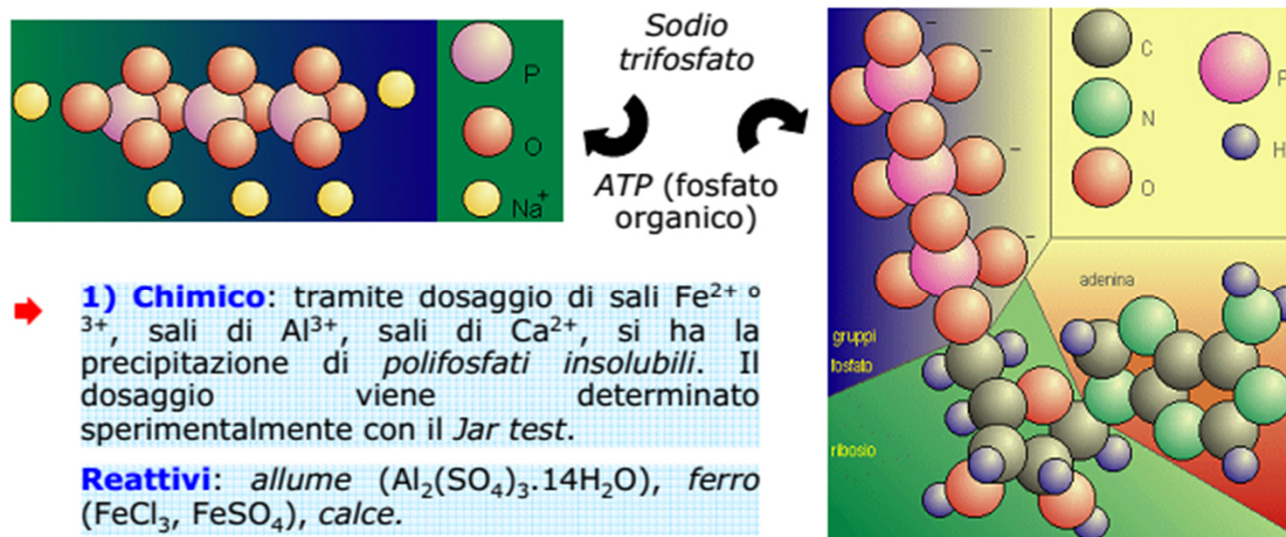 P
O
Na+
Sodio
trifosfato
ATP (fosfato
organico)
C
N
O
P
H
gruppi
fosfato
adenina
ribosio
1) Chimico: tramite dosaggio di sali Fe2+ o
3+, sali di Al3+, sali di Ca2+, si ha la
precipitazione di polifosfati insolubili. Il
dosaggio viene determinato
sperimentalmente con il Jar test.
Reattivi: allume (Al2(SO4)3.14H2O), ferro
(FeCl3, FeSO4), calce.